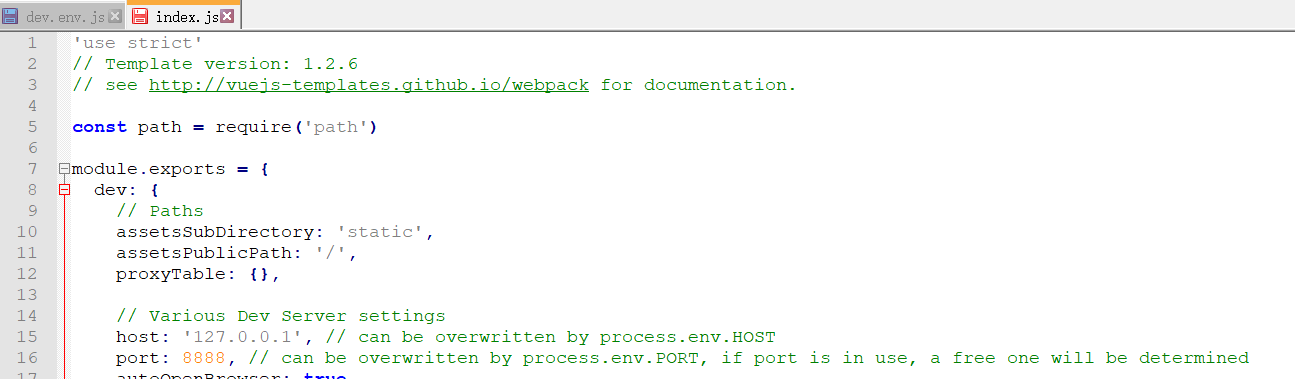 dev.env.js index.js
1 'use strict'
2 // Template version: 1.2.6
3 // see http://vuejs-templates.github.io/webpack for documentation.
4
5 const path = require('path')
6
7 module.exports = {
8 dev: {
9 // Paths
10 assetsSubDirectory: 'static',
11 assetsPublicPath: '/',
12 proxyTable: {},
13
14 // Various Dev Server settings
15 host: '127.0.0.1', // can be overwritten by process.env.HOST
16 port: 8888, // can be overwritten by process.env.PORT, if port is in use, a free one will be determined
17 autoOpenBrowser: true